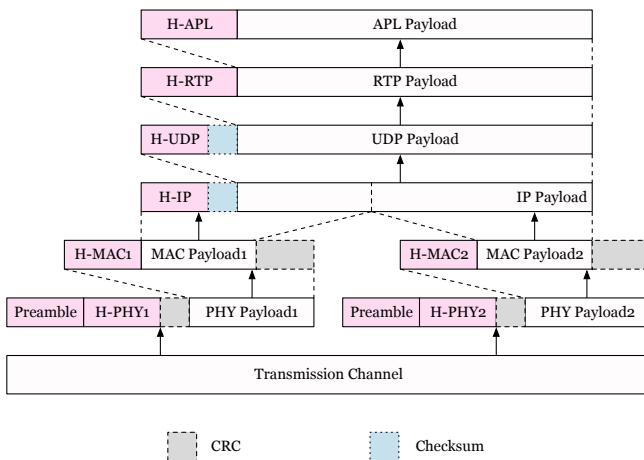 H-APL APL Payload
H-RTP RTP Payload
H-UDP UDP Payload
H-IP IP Payload
H-MAC1 MAC Payload1 H-MAC2 MAC Payload2
Preamble H-PHY1 PHY Payload1 Preamble H-PHY2 PHY Payload2
Transmission Channel
CRC Checksum